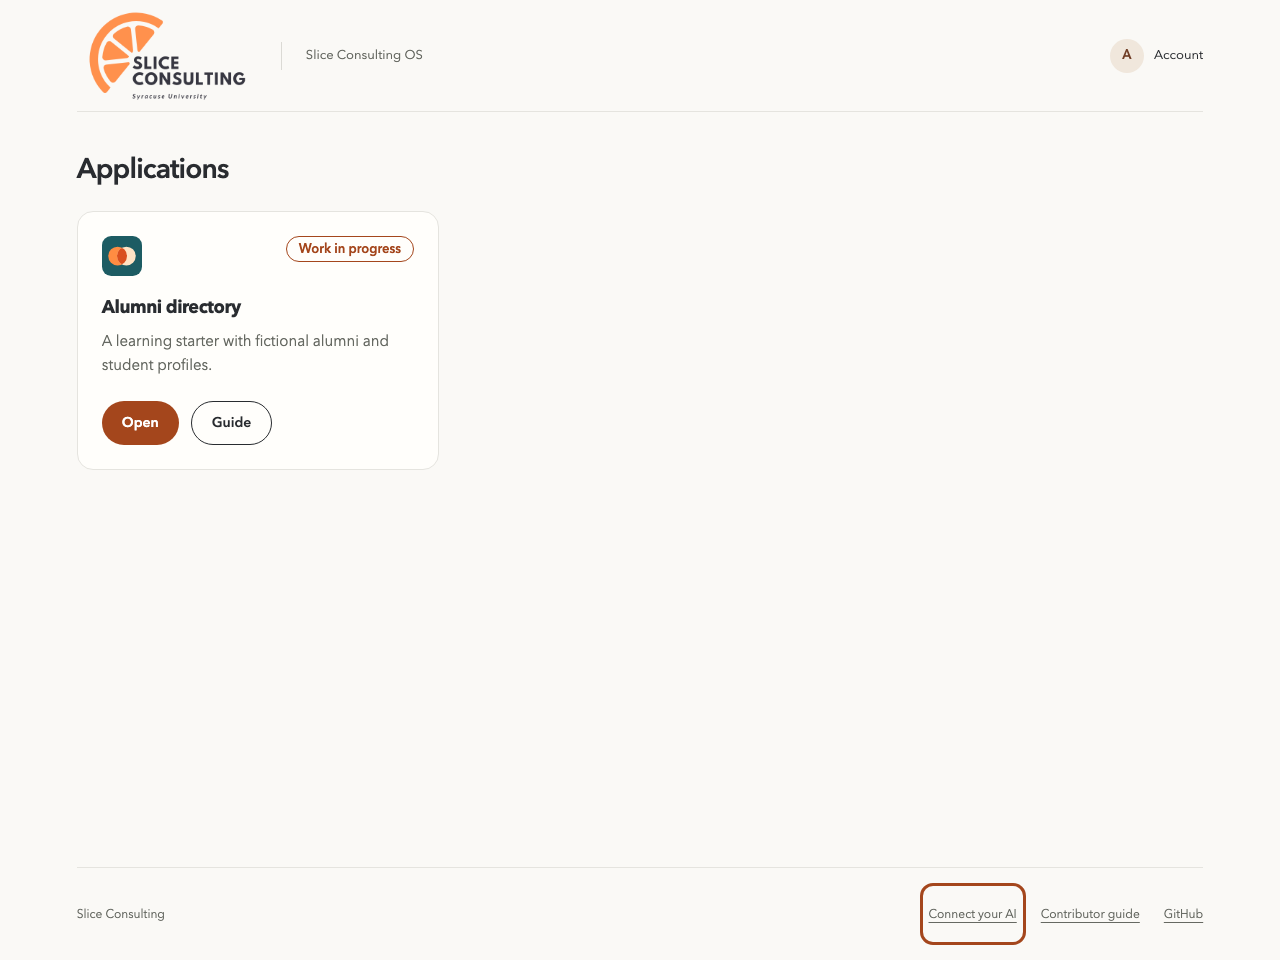 SLICE
CONSULTING
Syracuse University
Slice Consulting OS
A
Account
Applications
Work in progress
Alumni directory
A learning starter with fictional alumni and
student profiles.
Open
Guide
Slice Consulting
Connect your AI
Contributor guide
GitHub